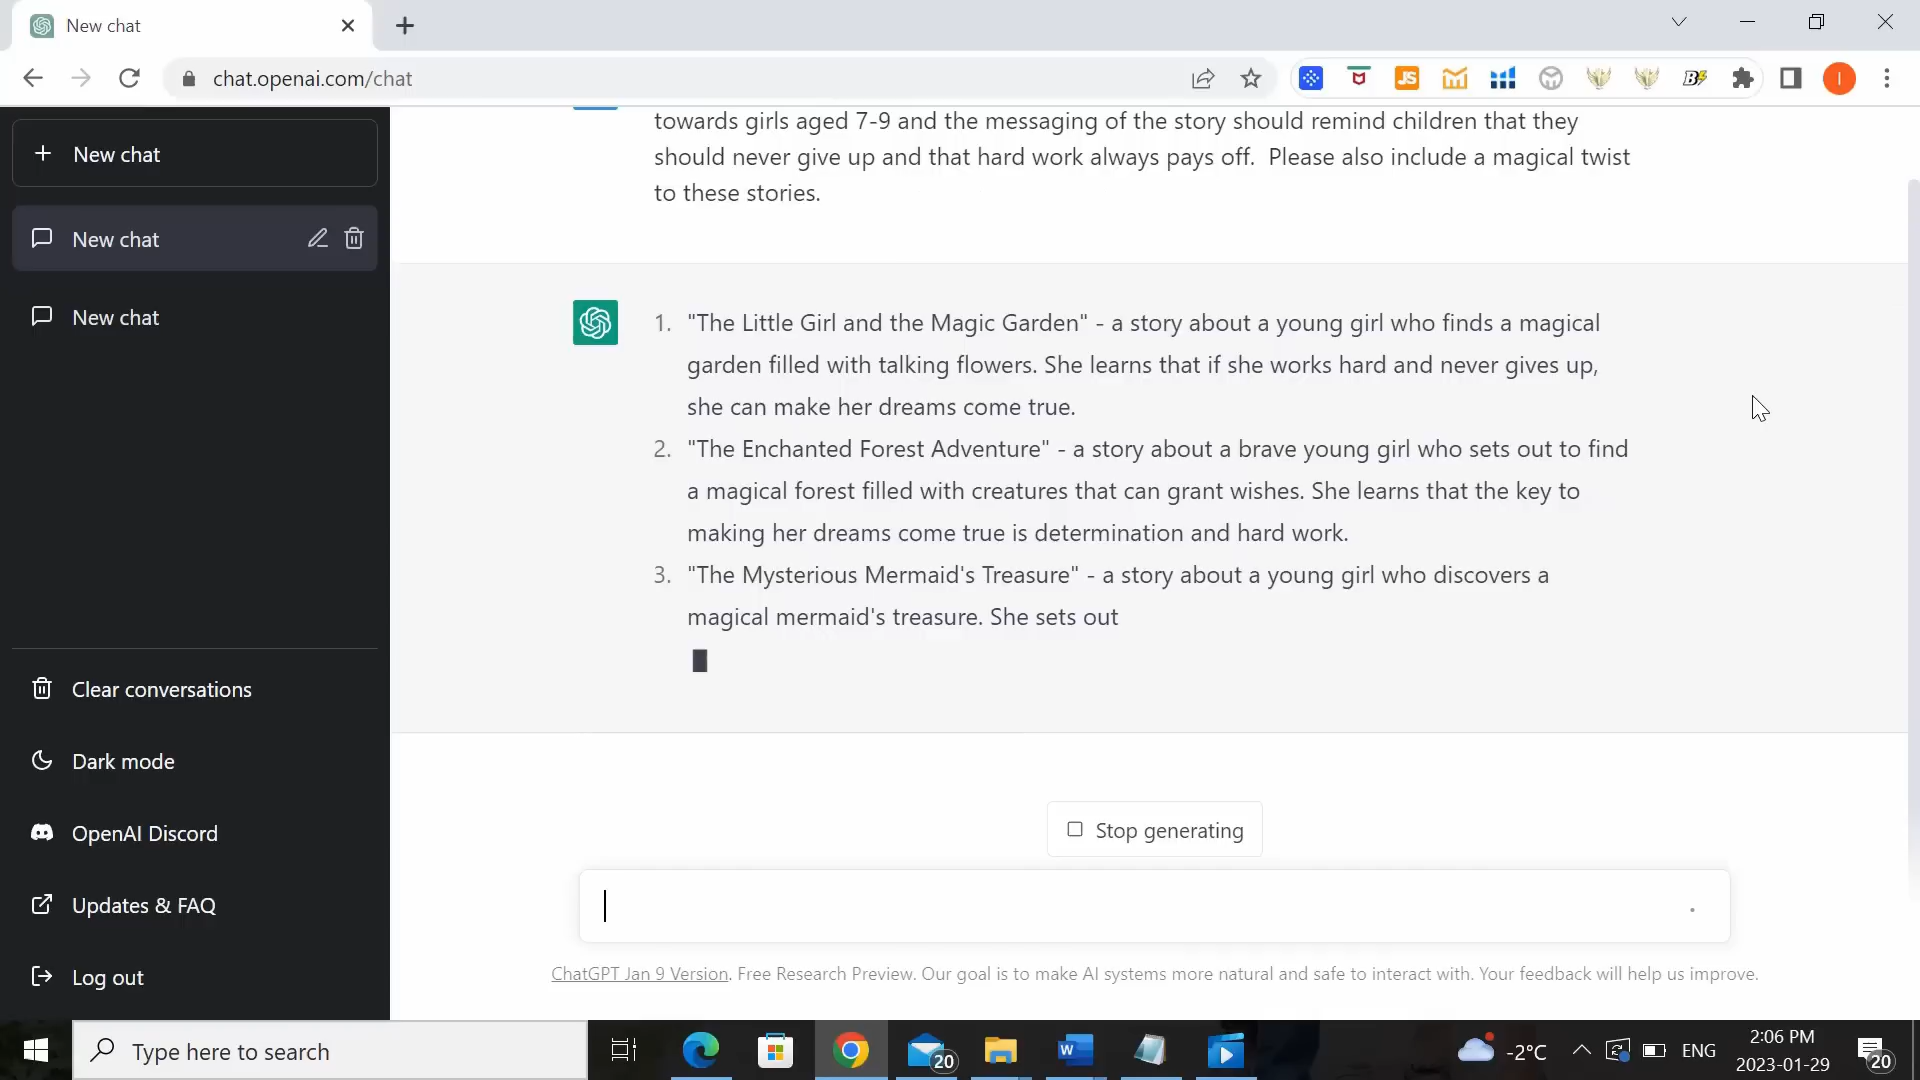 New chat
chat.openai.com/chat
JS
B
I
New chat
New chat
New chat
towards girls aged 7-9 and the messaging of the story should remind children that they
should never give up and that hard work always pays off.  Please also include a magical twist
to these stories.
1. "The Little Girl and the Magic Garden" - a story about a young girl who finds a magical
garden filled with talking flowers. She learns that if she works hard and never gives up,
she can make her dreams come true.
2. "The Enchanted Forest Adventure" - a story about a brave young girl who sets out to find
a magical forest filled with creatures that can grant wishes. She learns that the key to
making her dreams come true is determination and hard work.
3. "The Mysterious Mermaid's Treasure" - a story about a young girl who discovers a
magical mermaid's treasure. She sets out
Clear conversations
Dark mode
OpenAI Discord
Updates & FAQ
Log out
Stop generating
ChatGPT Jan 9 Version. Free Research Preview. Our goal is to make AI systems more natural and safe to interact with. Your feedback will help us improve.
Type here to search
20
W
-2°C
ENG
2:06 PM
2023-01-29
20